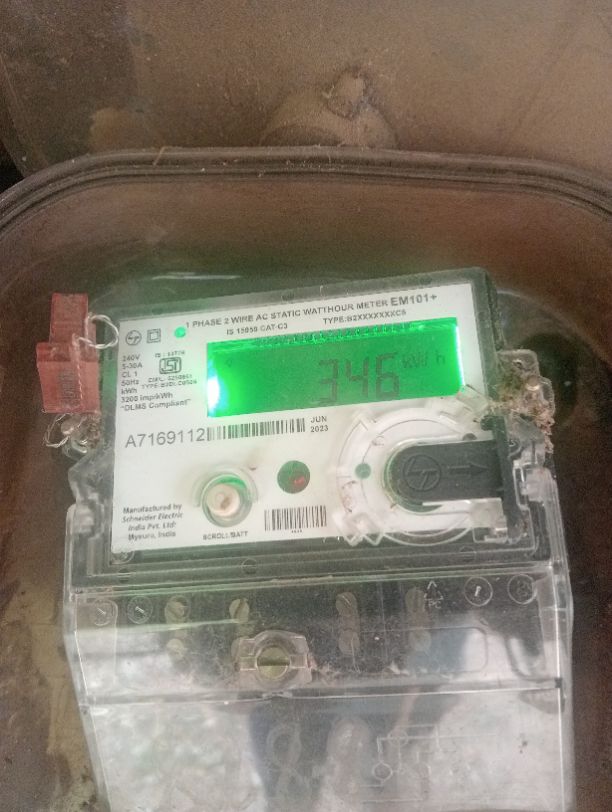 1 PHASE 2 WIRE AC STATIC WATTHOUR METER EM101+
IS 15959 CAT-C3 TYPE:B2XXXXXXXC5
240V
5-30A
CL 1
50Hz
kWh
3200 imp/kWh
"DLMS Compliant"
346 kWh
A7169112
JUN
2023
Manufactured by
Schneider Electric
India Pvt. Ltd.
Mysuru, India
SCROLL/BATT
PC